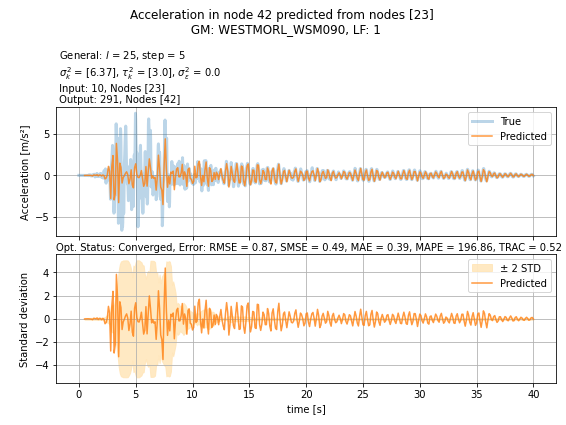 Acceleration in node 42 predicted from nodes [23]
GM: WESTMORL_WSM090, LF: 1
General: l = 25, step = 5
σ²ₖ = [6.37], τ²ₖ = [3.0], σ²ε = 0.0
Input: 10, Nodes [23]
Output: 291, Nodes [42]
Acceleration [m/s²]
5
0
−5
True
Predicted
Opt. Status: Converged, Error: RMSE = 0.87, SMSE = 0.49, MAE = 0.39, MAPE = 196.86, TRAC = 0.52
Standard deviation
4
2
0
−2
−4
± 2 STD
Predicted
0 5 10 15 20 25 30 35 40
time [s]